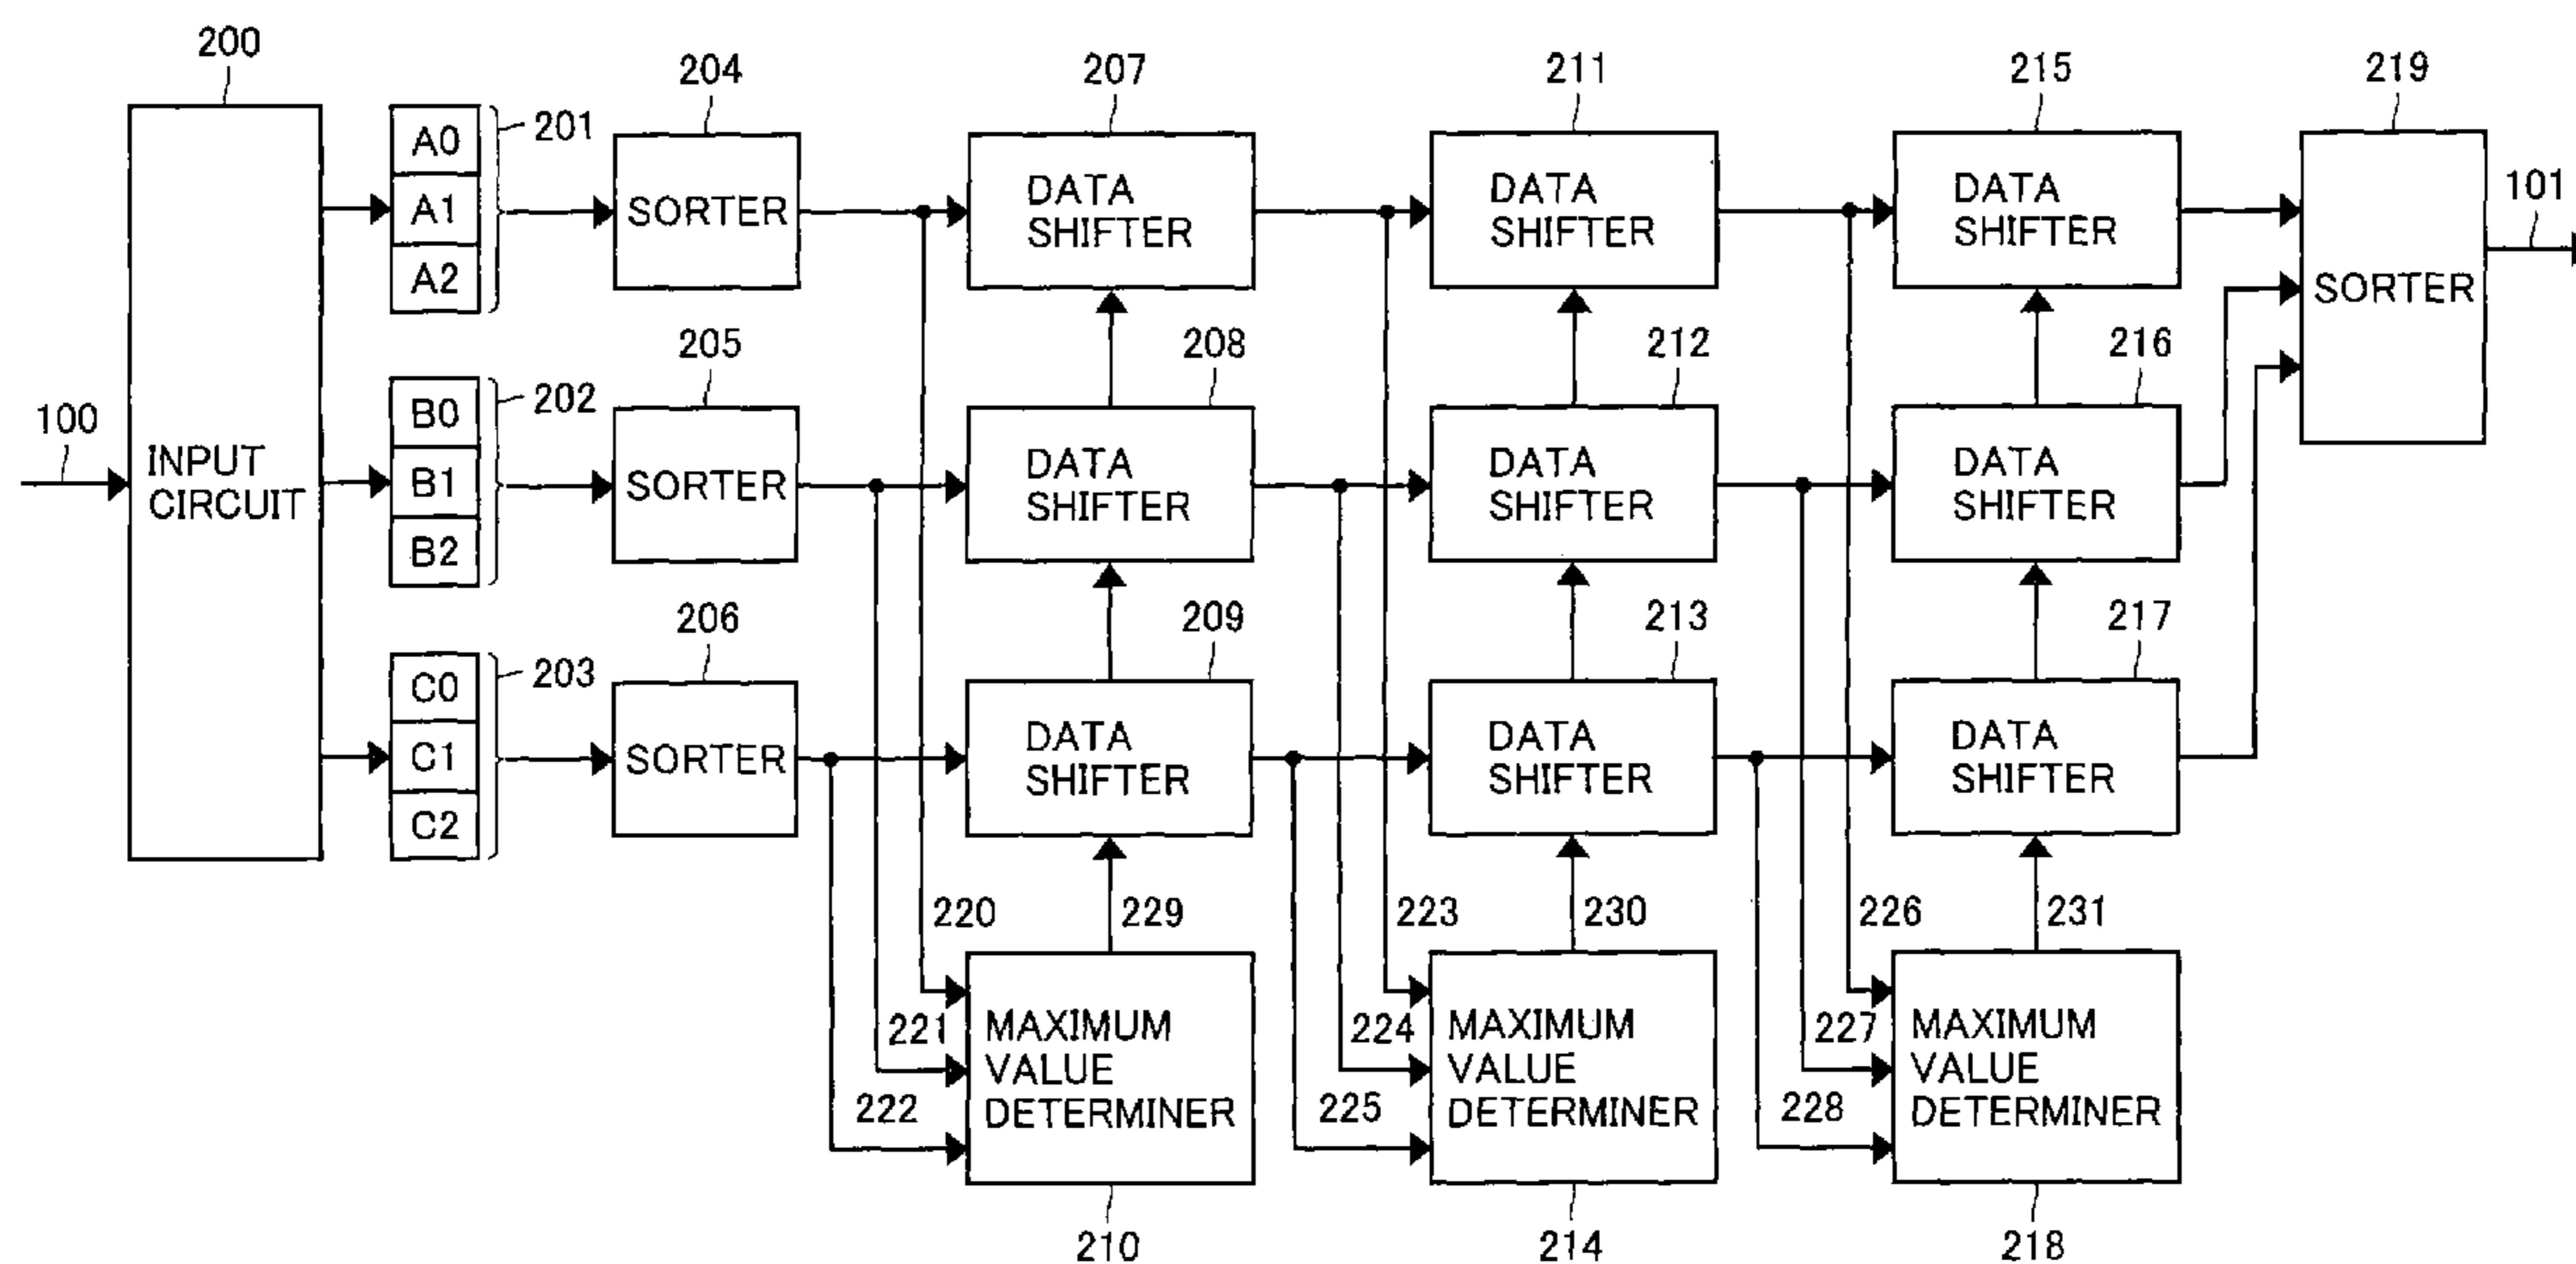 200
204
207
211
215
219
A0
A1
A2
201
SORTER
DATA
SHIFTER
DATA
SHIFTER
DATA
SHIFTER
SORTER
101
205
208
212
216
100
INPUT
CIRCUIT
B0
B1
B2
202
SORTER
DATA
SHIFTER
DATA
SHIFTER
DATA
SHIFTER
206
209
213
217
C0
C1
C2
203
SORTER
DATA
SHIFTER
DATA
SHIFTER
DATA
SHIFTER
220
229
223
230
226
231
221
222
MAXIMUM
VALUE
DETERMINER
224
225
MAXIMUM
VALUE
DETERMINER
227
228
MAXIMUM
VALUE
DETERMINER
210
214
218